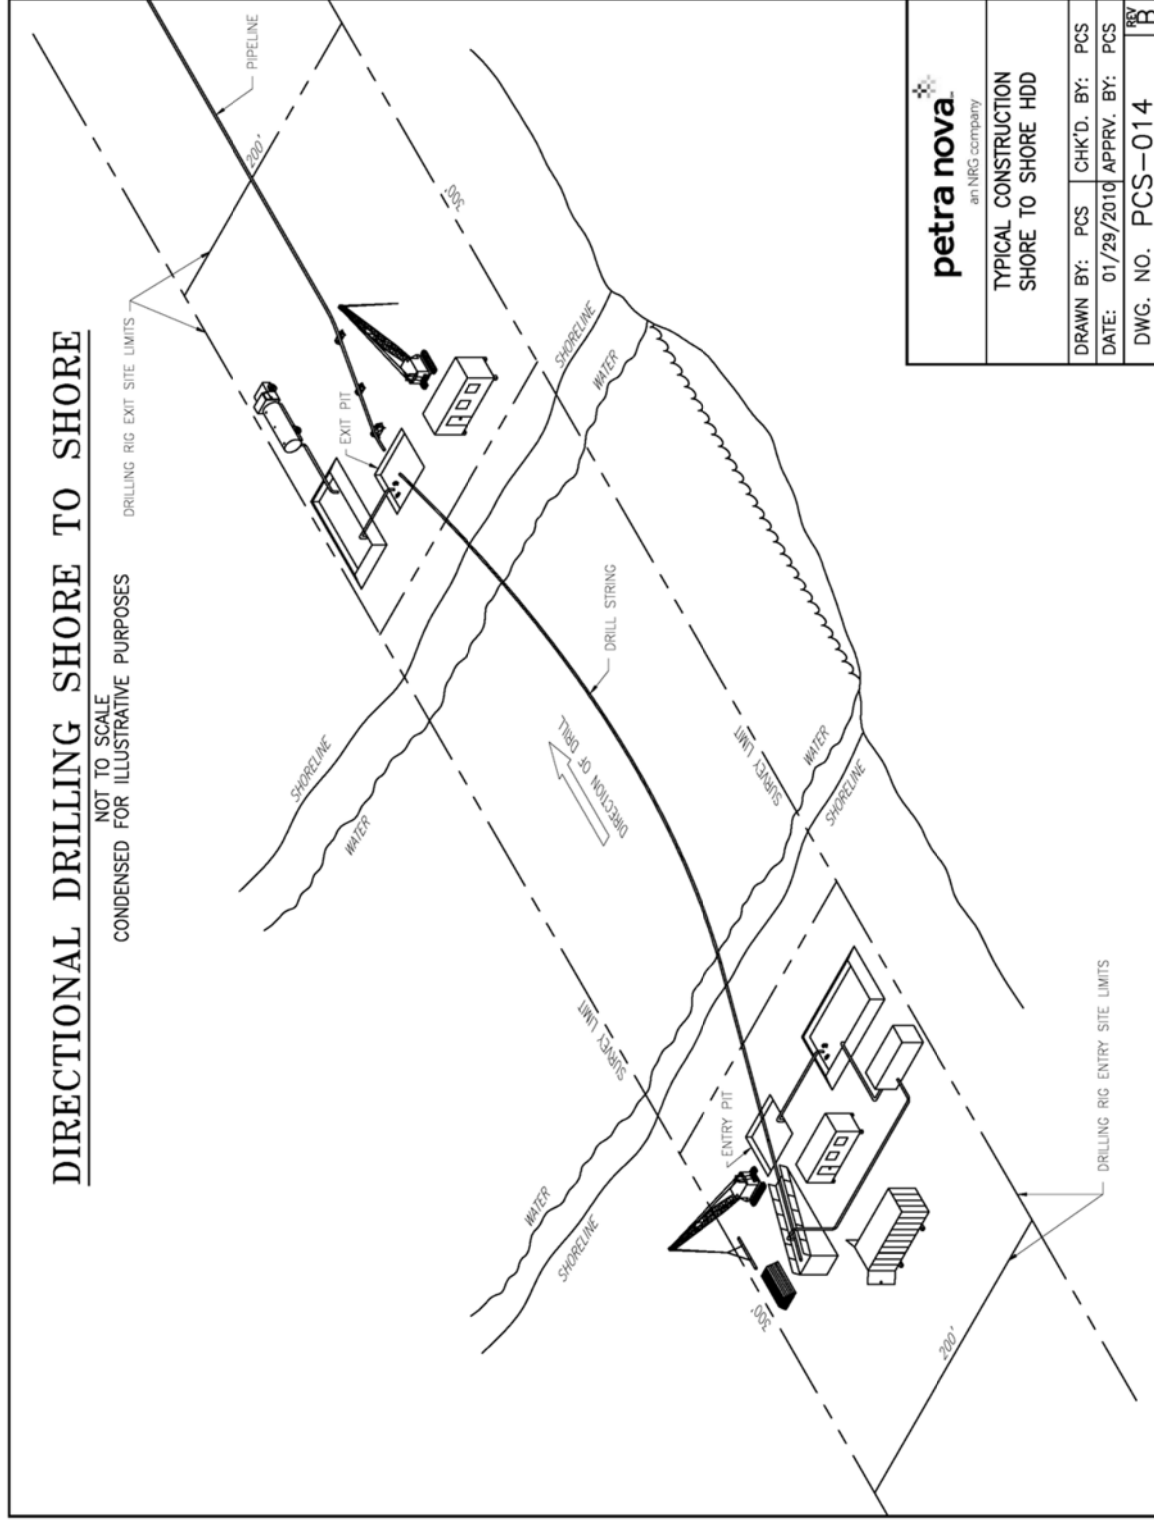 DIRECTIONAL DRILLING SHORE TO SHORE
NOT TO SCALE
CONDENSED FOR ILLUSTRATIVE PURPOSES
DRILLING RIG EXIT SITE LIMITS
PIPELINE
200'
300'
EXIT PIT
SHORELINE
WATER
SHORELINE
WATER
DRILL STRING
DIRECTION OF DRILL
SURVEY LIMIT
SURVEY LIMIT
WATER
SHORELINE
WATER
SHORELINE
ENTRY PIT
300'
200'
DRILLING RIG ENTRY SITE LIMITS
petra nova
an NRG company
TYPICAL CONSTRUCTION
SHORE TO SHORE HDD
DRAWN BY: PCS CHK'D. BY: PCS
DATE: 01/29/2010 APPRV. BY: PCS
DWG. NO. PCS-014 REV B